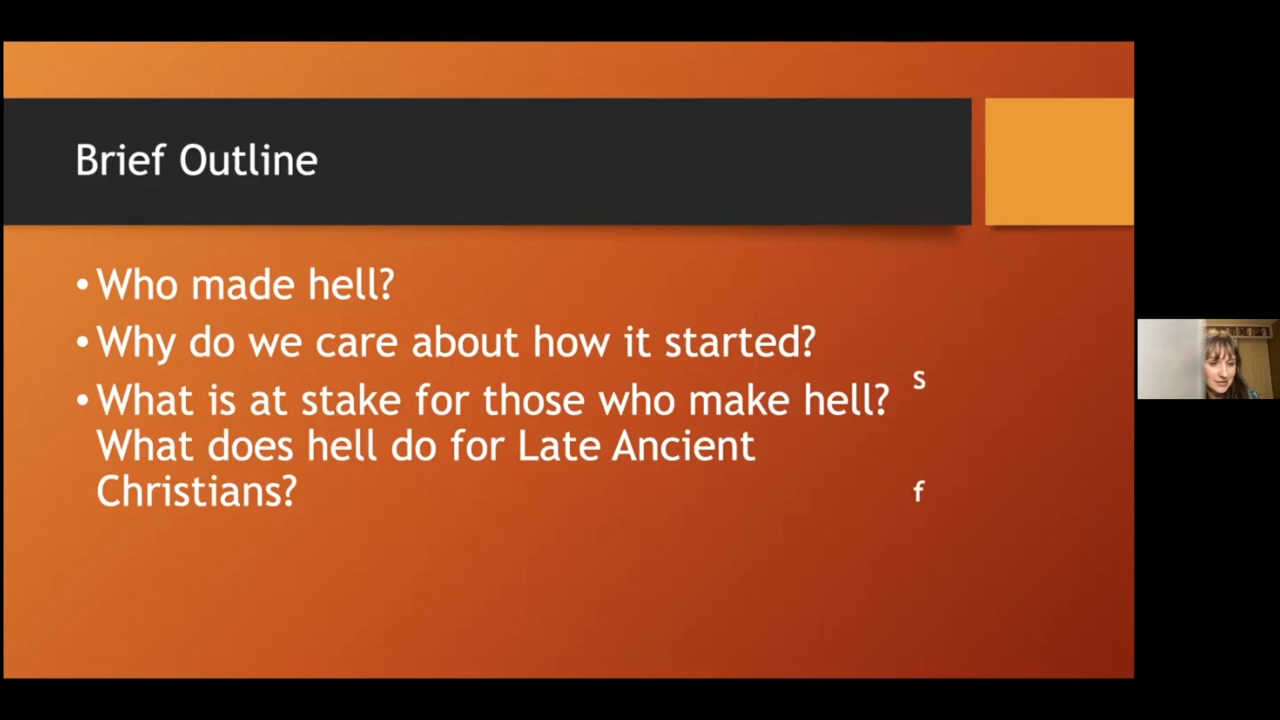 Brief Outline
• Who made hell?
• Why do we care about how it started?
• What is at stake for those who make hell?
What does hell do for Late Ancient
Christians?
s
f